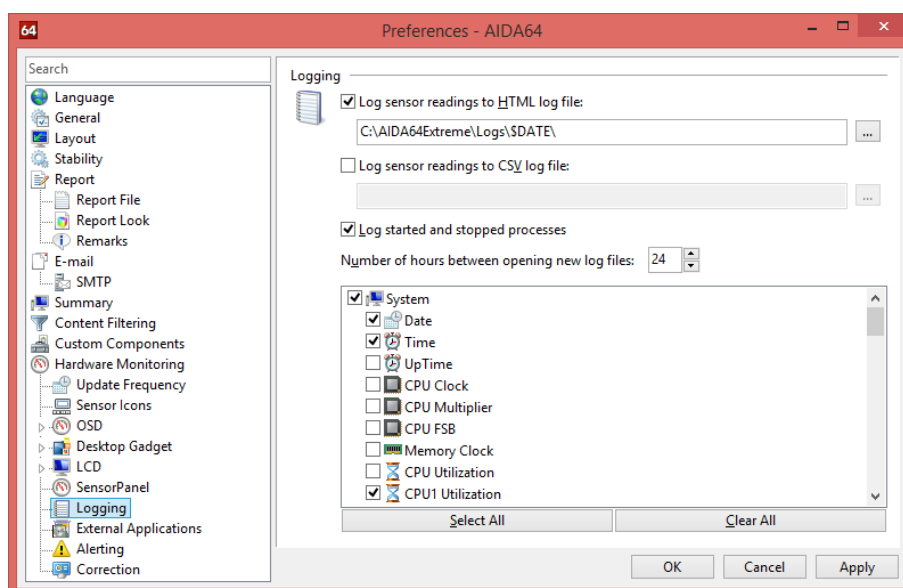 64
Preferences - AIDA64
Search
Language
General
Layout
Stability
Report
Report File
Report Look
Remarks
E-mail
SMTP
Summary
Content Filtering
Custom Components
Hardware Monitoring
Update Frequency
Sensor Icons
OSD
Desktop Gadget
LCD
SensorPanel
Logging
External Applications
Alerting
Correction
Logging
Log sensor readings to HTML log file:
C:\AIDA64Extreme\Logs\$DATE\
...
Log sensor readings to CSV log file:
...
Log started and stopped processes
Number of hours between opening new log files: 24
System
Date
Time
UpTime
CPU Clock
CPU Multiplier
CPU FSB
Memory Clock
CPU Utilization
CPU1 Utilization
Select All Clear All
OK Cancel Apply